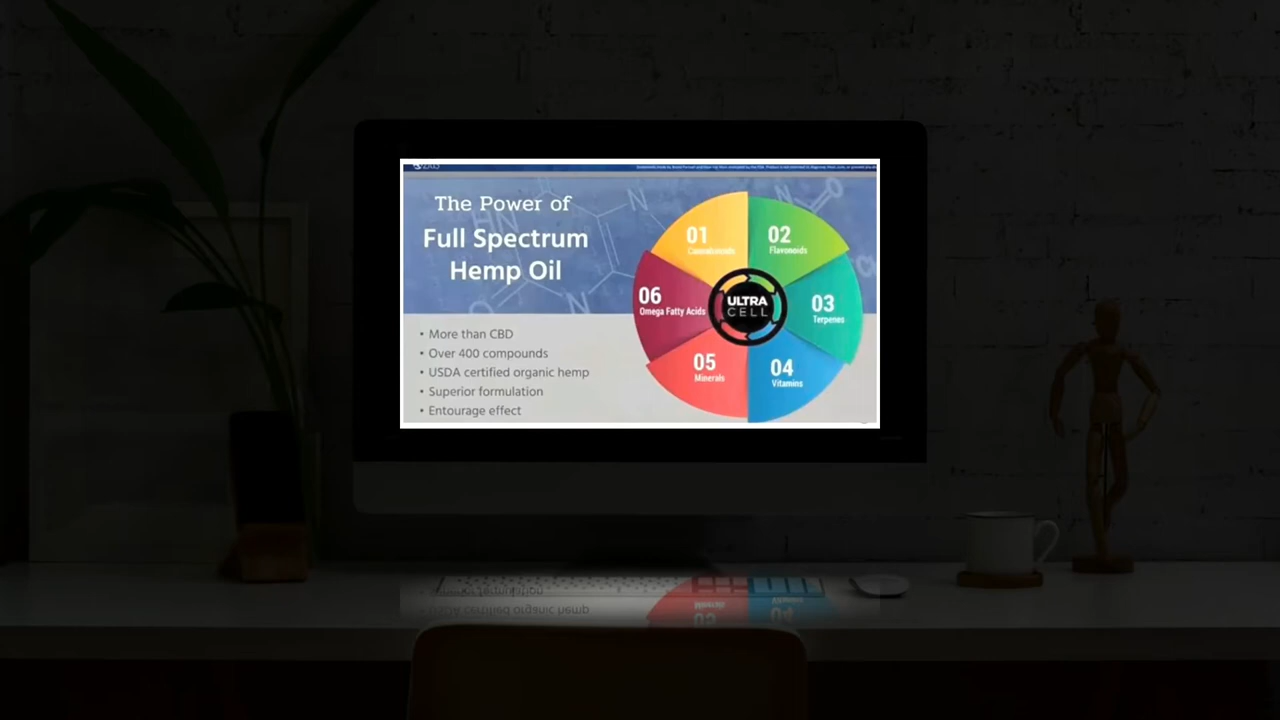 The Power of
Full Spectrum
Hemp Oil
• More than CBD
• Over 400 compounds
• USDA certified organic hemp
• Superior formulation
• Entourage effect
01
Cannabinoids
02
Flavonoids
03
Terpenes
04
Vitamins
05
Minerals
06
Omega Fatty Acids
ULTRA
CELL
HN
N
N
O